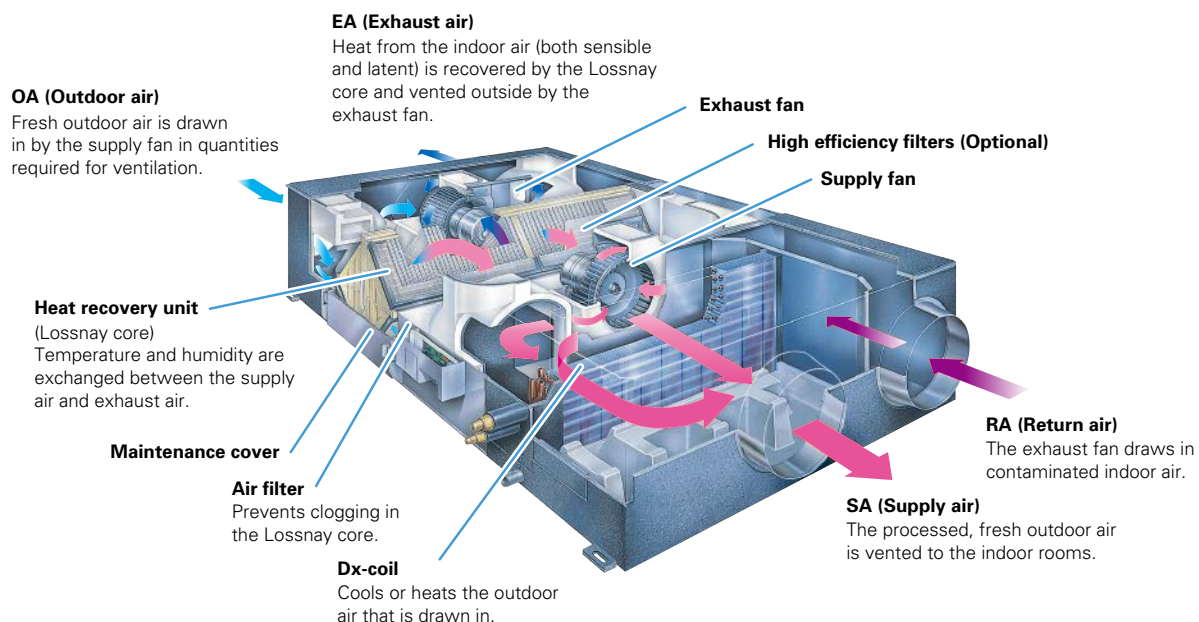 EA (Exhaust air)
Heat from the indoor air (both sensible
and latent) is recovered by the Lossnay
core and vented outside by the
exhaust fan.
OA (Outdoor air)
Fresh outdoor air is drawn
in by the supply fan in quantities
required for ventilation.
Exhaust fan
High efficiency filters (Optional)
Supply fan
Heat recovery unit
(Lossnay core)
Temperature and humidity are
exchanged between the supply
air and exhaust air.
Maintenance cover
Air filter
Prevents clogging in
the Lossnay core.
Dx-coil
Cools or heats the outdoor
air that is drawn in.
RA (Return air)
The exhaust fan draws in
contaminated indoor air.
SA (Supply air)
The processed, fresh outdoor air
is vented to the indoor rooms.